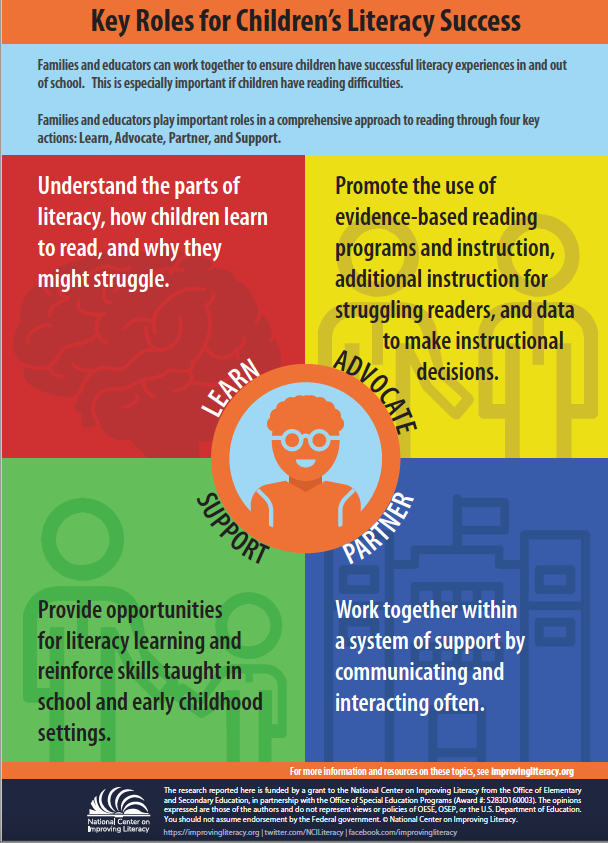 Key Roles for Children's Literacy Success
Families and educators can work together to ensure children have successful literacy experiences in and out
of school.  This is especially important if children have reading difficulties.
Families and educators play important roles in a comprehensive approach to reading through four key
actions: Learn, Advocate, Partner, and Support.
Understand the parts of
literacy, how children learn
to read, and why they
might struggle.
Promote the use of
evidence-based reading
programs and instruction,
additional instruction for
struggling readers, and data
to make instructional
decisions.
LEARN
ADVOCATE
SUPPORT
PARTNER
Provide opportunities
for literacy learning and
reinforce skills taught in
school and early childhood
settings.
Work together within
a system of support by
communicating and
interacting often.
For more information and resources on these topics, see improvingliteracy.org
National Center on
Improving Literacy
The research reported here is funded by a grant to the National Center on Improving Literacy from the Office of Elementary
and Secondary Education, in partnership with the Office of Special Education Programs (Award #: S283D160003). The opinions
expressed are those of the authors and do not represent views or policies of OESE, OSEP, or the U.S. Department of Education.
You should not assume endorsement by the Federal government. © National Center on Improving Literacy.
https://improvingliteracy.org | twitter.com/NCILiteracy | facebook.com/improvingliteracy